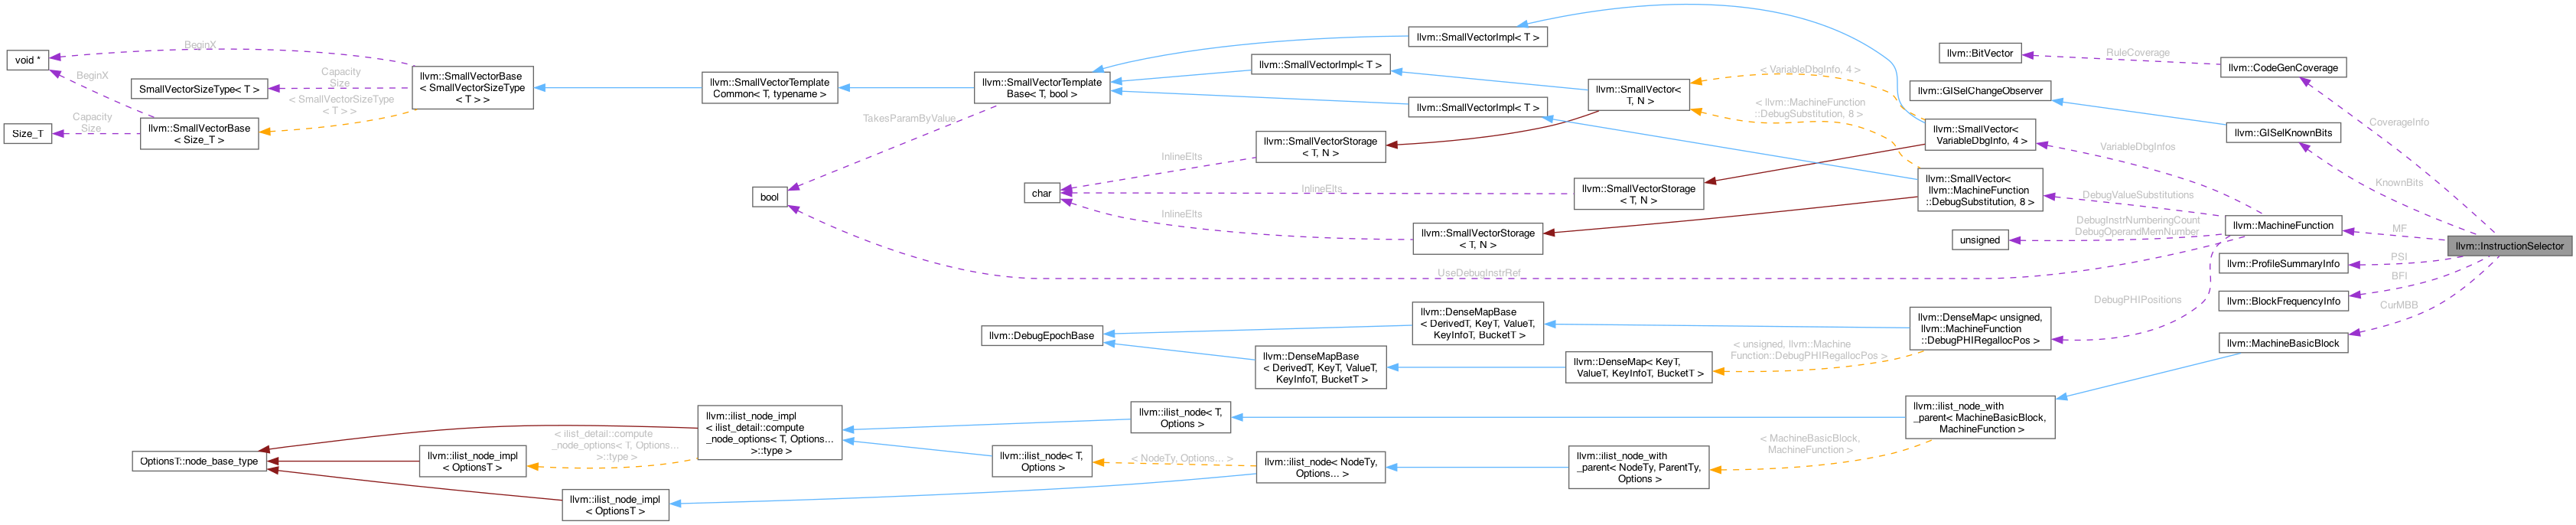 void *
BeginX
BeginX
SmallVectorSizeType< T >
Capacity
Size
Size_T
Capacity
Size
llvm::SmallVectorBase
< Size_T >
< SmallVectorSizeType
< T > >
llvm::SmallVectorBase
< SmallVectorSizeType
< T > >
llvm::SmallVectorTemplate
Common< T, typename >
llvm::SmallVectorTemplate
Base< T, bool >
TakesParamByValue
bool
llvm::SmallVectorImpl< T >
llvm::SmallVectorImpl< T >
llvm::SmallVectorImpl< T >
llvm::SmallVector<
T, N >
< VariableDbgInfo, 4 >
< llvm::MachineFunction
::DebugSubstitution, 8 >
llvm::SmallVectorStorage
< T, N >
InlineElts
char
InlineElts
llvm::SmallVectorStorage
< T, N >
InlineElts
llvm::SmallVectorStorage
< T, N >
llvm::BitVector
RuleCoverage
llvm::CodeGenCoverage
llvm::GISelChangeObserver
llvm::GISelKnownBits
CoverageInfo
KnownBits
llvm::SmallVector<
VariableDbgInfo, 4 >
VariableDbgInfos
llvm::SmallVector<
llvm::MachineFunction
::DebugSubstitution, 8 >
DebugValueSubstitutions
DebugInstrNumberingCount
DebugOperandMemNumber
unsigned
llvm::MachineFunction
MF
llvm::InstructionSelector
UseDebugInstrRef
PSI
llvm::ProfileSummaryInfo
BFI
llvm::BlockFrequencyInfo
CurMBB
llvm::MachineBasicBlock
DebugPHIPositions
llvm::DenseMap< unsigned,
llvm::MachineFunction
::DebugPHIRegallocPos >
llvm::DebugEpochBase
llvm::DenseMapBase
< DerivedT, KeyT, ValueT,
KeyInfoT, BucketT >
llvm::DenseMapBase
< DerivedT, KeyT, ValueT,
KeyInfoT, BucketT >
llvm::DenseMap< KeyT,
ValueT, KeyInfoT, BucketT >
< unsigned, llvm::Machine
Function::DebugPHIRegallocPos >
llvm::ilist_node_with
_parent< MachineBasicBlock,
MachineFunction >
< MachineBasicBlock,
MachineFunction >
llvm::ilist_node< T,
Options >
llvm::ilist_node_impl
< ilist_detail::compute
_node_options< T, Options...
>::type >
< ilist_detail::compute
_node_options< T, Options...
>::type >
OptionsT::node_base_type
llvm::ilist_node_impl
< OptionsT >
llvm::ilist_node< T,
Options >
< NodeTy, Options... >
llvm::ilist_node< NodeTy,
Options... >
llvm::ilist_node_with
_parent< NodeTy, ParentTy,
Options >
llvm::ilist_node_impl
< OptionsT >